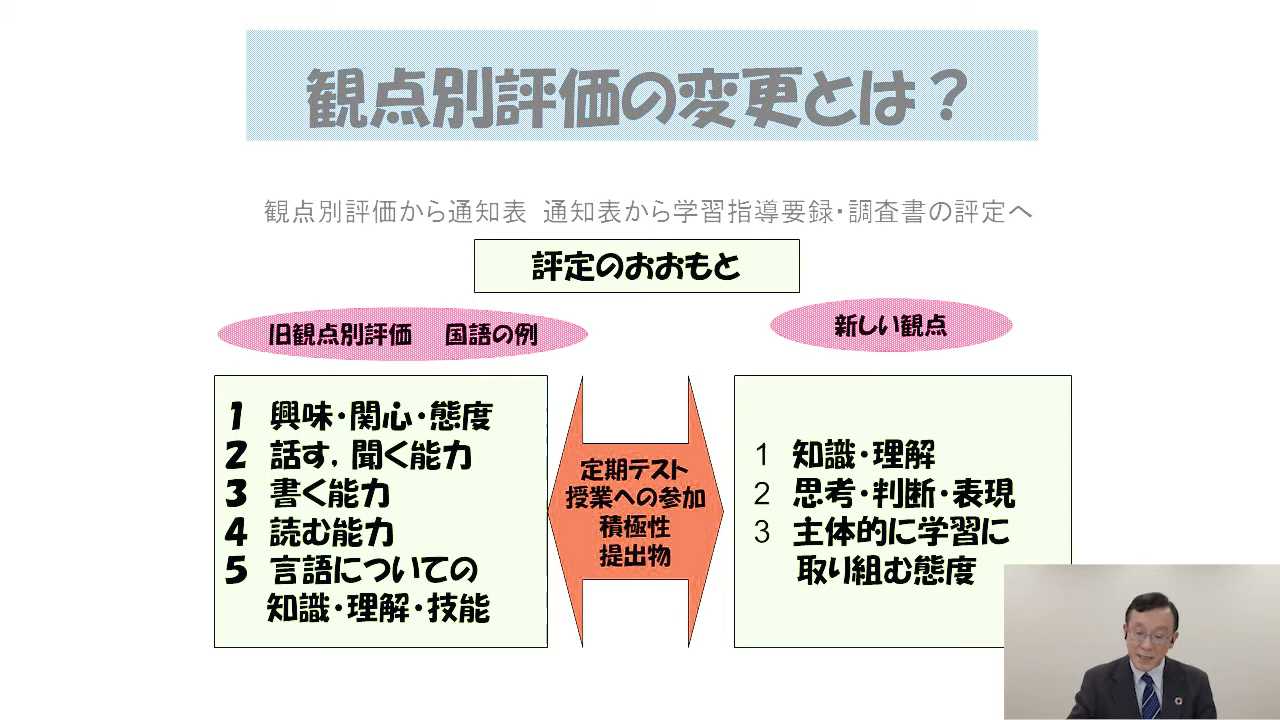 観点別評価の変更とは？
観点別評価から通知表　通知表から学習指導要録・調査書の評定へ
評定のおおもと
旧観点別評価　国語の例
1　興味・関心・態度
2　話す，聞く能力
3　書く能力
4　読む能力
5　言語についての
知識・理解・技能
定期テスト
授業への参加
積極性
提出物
新しい観点
1　知識・理解
2　思考・判断・表現
3　主体的に学習に
取り組む態度